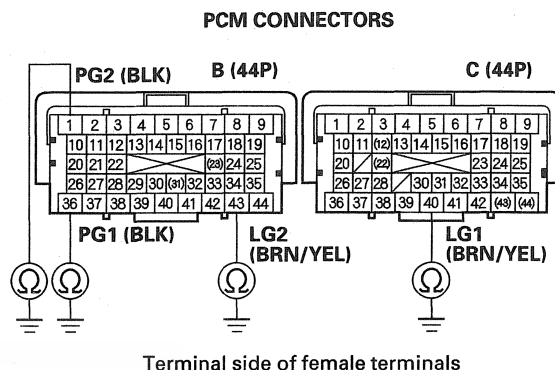 PCM CONNECTORS
PG2 (BLK) B (44P) C (44P)
1 2 3 4 5 6 7 8 9 1 2 3 4 5 6 7 8 9
10 11 12 13 14 15 16 17 18 19 10 11 (12) 13 14 15 16 17 18 19
20 21 22 (23) 24 25 20 (22) 23 24 25
26 27 28 29 30 (31) 32 33 34 35 26 27 28 30 31 32 33 34 35
36 37 38 39 40 41 42 43 44 36 37 38 39 40 41 42 (43) (44)
PG1 (BLK) LG2 LG1
(BRN/YEL) (BRN/YEL)
Ω Ω Ω Ω
Terminal side of female terminals